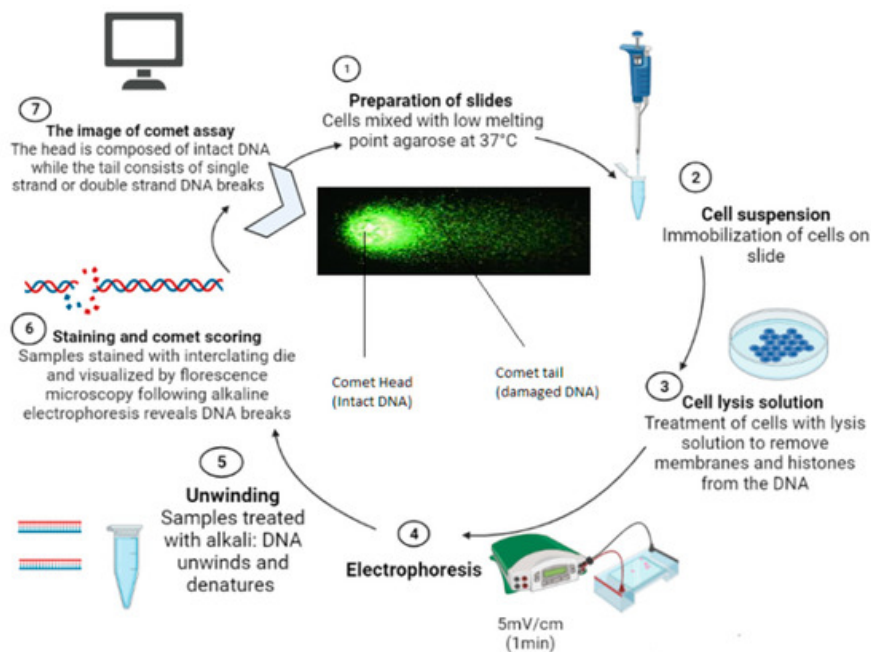 1
Preparation of slides
Cells mixed with low melting
point agarose at 37°C
2
Cell suspension
Immobilization of cells on
slide
3
Cell lysis solution
Treatment of cells with lysis
solution to remove
membranes and histones
from the DNA
4
Electrophoresis
5mV/cm
(1min)
5
Unwinding
Samples treated
with alkali: DNA
unwinds and
denatures
6
Staining and comet scoring
Samples stained with interclating die
and visualized by florescence
microscopy following alkaline
electrophoresis reveals DNA breaks
7
The image of comet assay
The head is composed of intact DNA
while the tail consists of single
strand or double strand DNA breaks
Comet Head
(Intact DNA)
Comet tail
(damaged DNA)